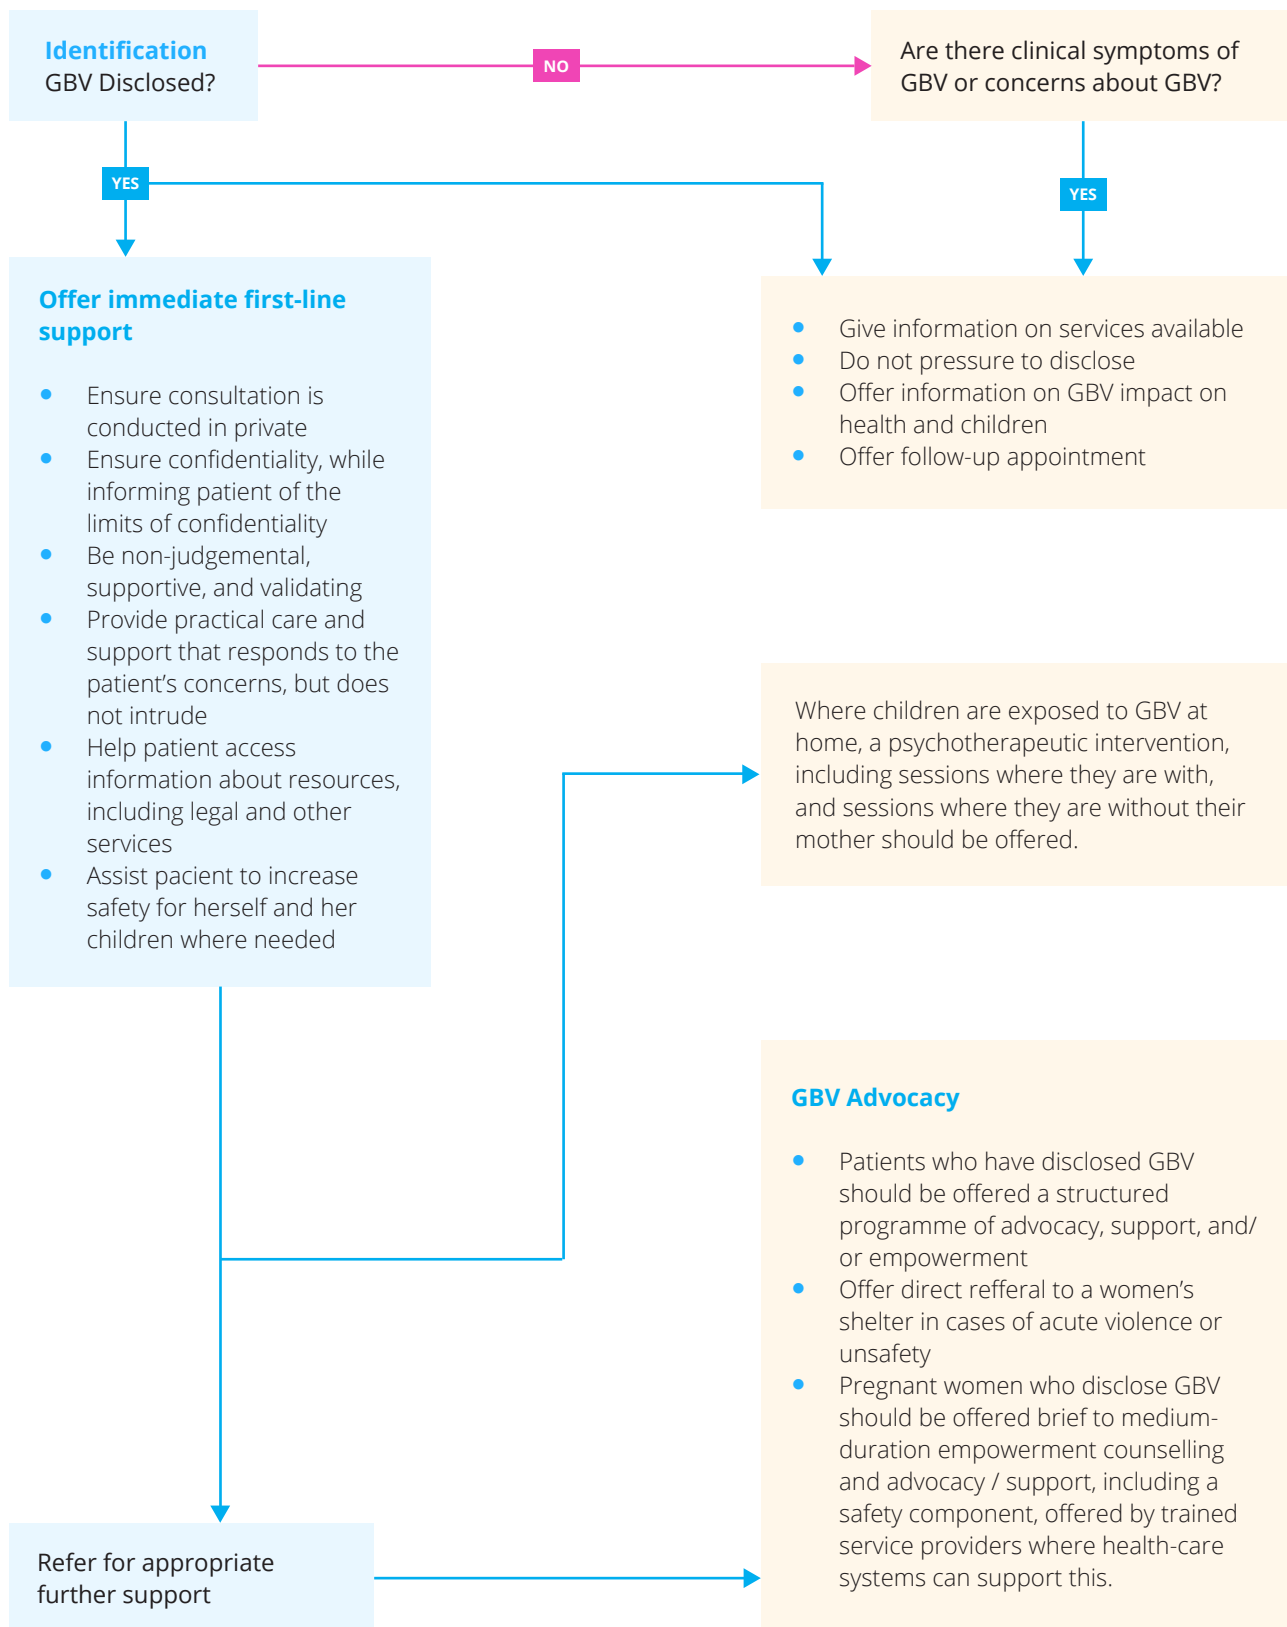 Identification
GBV Disclosed?
NO
Are there clinical symptoms of
GBV or concerns about GBV?
YES
YES
Offer immediate first-line
support
• Ensure consultation is
conducted in private
• Ensure confidentiality, while
informing patient of the
limits of confidentiality
• Be non-judgemental,
supportive, and validating
• Provide practical care and
support that responds to the
patient's concerns, but does
not intrude
• Help patient access
information about resources,
including legal and other
services
• Assist pacient to increase
safety for herself and her
children where needed
• Give information on services available
• Do not pressure to disclose
• Offer information on GBV impact on
health and children
• Offer follow-up appointment
Where children are exposed to GBV at
home, a psychotherapeutic intervention,
including sessions where they are with,
and sessions where they are without their
mother should be offered.
Refer for appropriate
further support
GBV Advocacy
• Patients who have disclosed GBV
should be offered a structured
programme of advocacy, support, and/
or empowerment
• Offer direct refferal to a women's
shelter in cases of acute violence or
unsafety
• Pregnant women who disclose GBV
should be offered brief to medium-
duration empowerment counselling
and advocacy / support, including a
safety component, offered by trained
service providers where health-care
systems can support this.